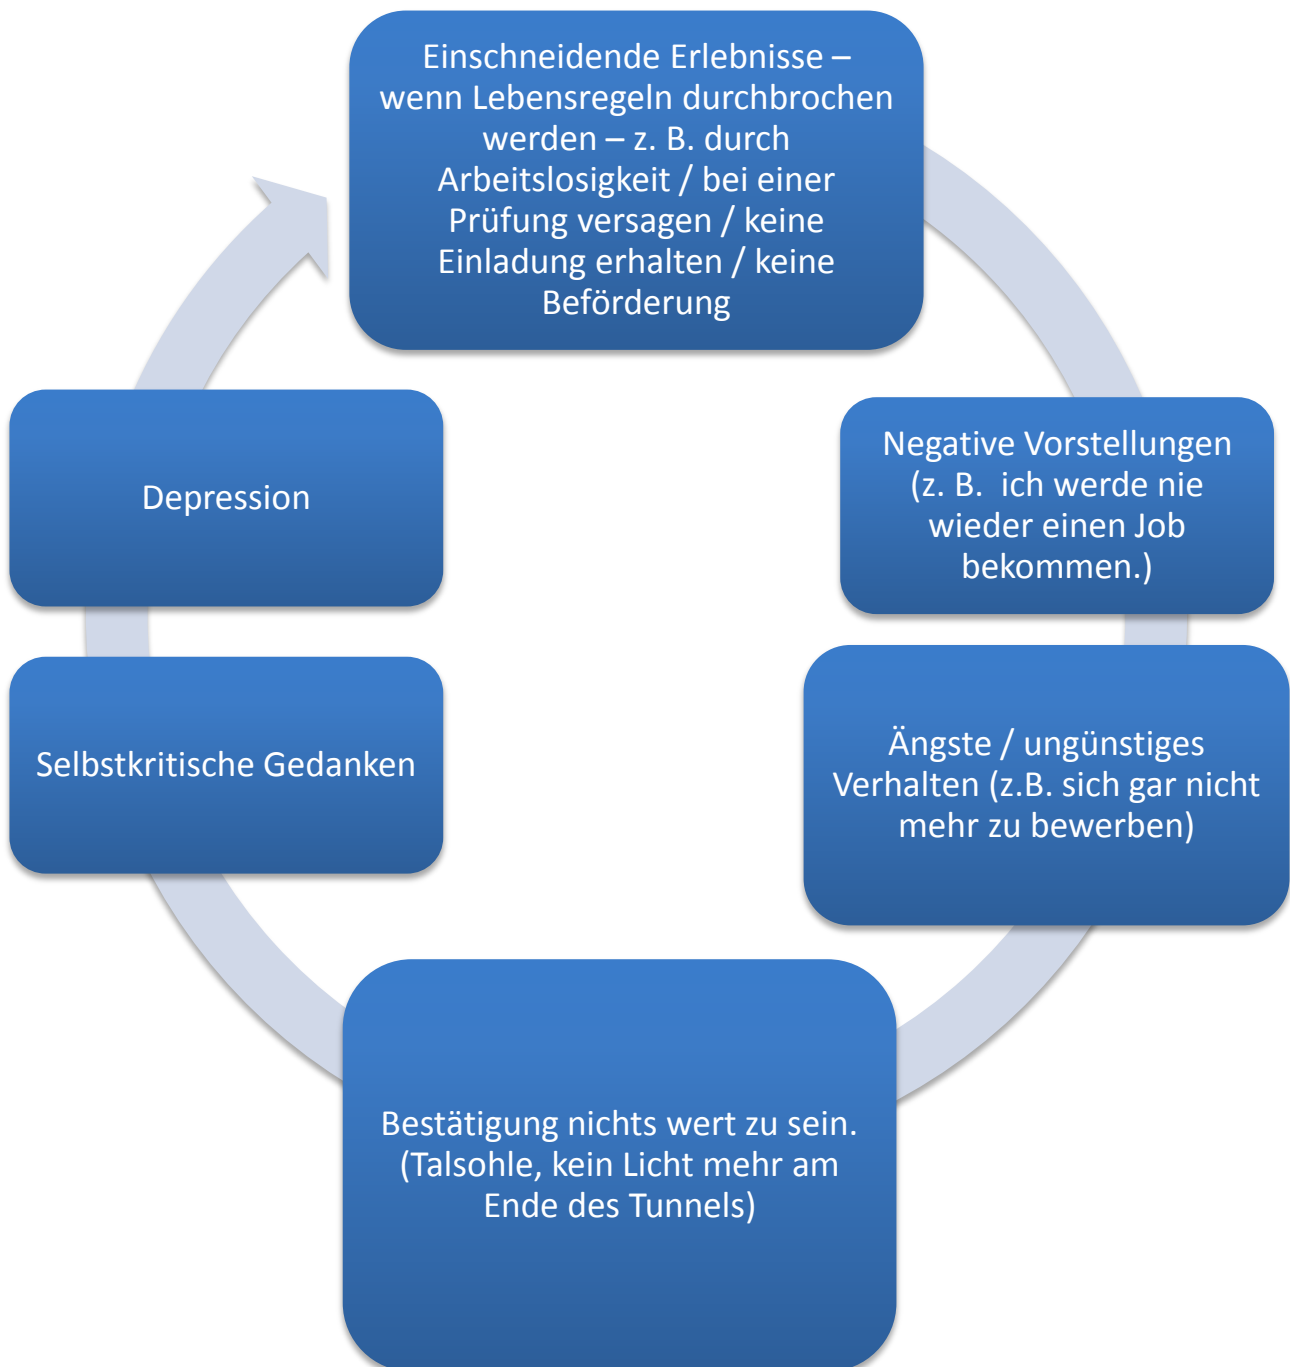 Einschneidende Erlebnisse –
wenn Lebensregeln durchbrochen
werden – z. B. durch
Arbeitslosigkeit / bei einer
Prüfung versagen / keine
Einladung erhalten / keine
Beförderung
Negative Vorstellungen
(z. B.  ich werde nie
wieder einen Job
bekommen.)
Ängste / ungünstiges
Verhalten (z.B. sich gar nicht
mehr zu bewerben)
Bestätigung nichts wert zu sein.
(Talsohle, kein Licht mehr am
Ende des Tunnels)
Selbstkritische Gedanken
Depression